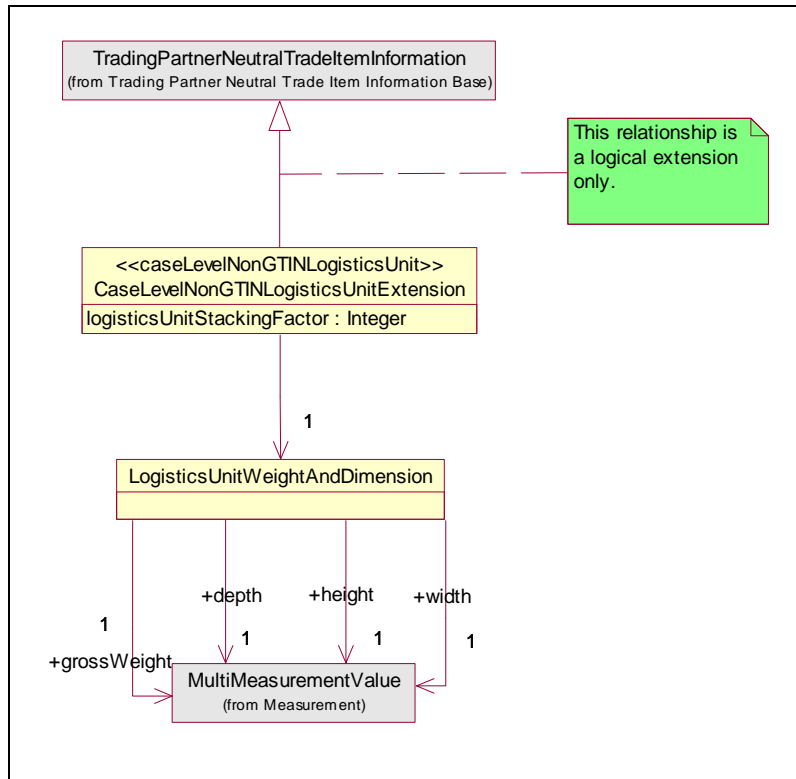 TradingPartnerNeutralTradeItemInformation
(from Trading Partner Neutral Trade Item Information Base)
This relationship is
a logical extension
only.
<<caseLevelNonGTINLogisticsUnit>>
CaseLevelNonGTINLogisticsUnitExtension
logisticsUnitStackingFactor : Integer
1
LogisticsUnitWeightAndDimension
+depth
+height
+width
1
1
1
1
+grossWeight
MultiMeasurementValue
(from Measurement)